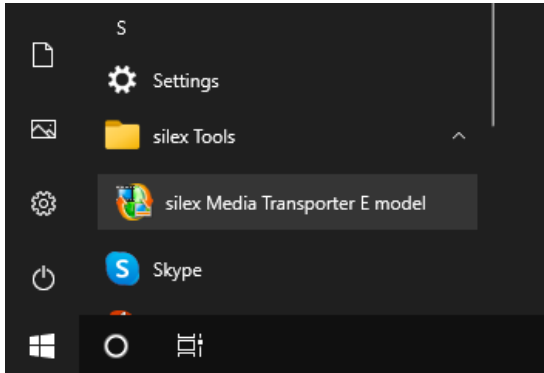 S
Settings
silex Tools
silex Media Transporter E model
Skype